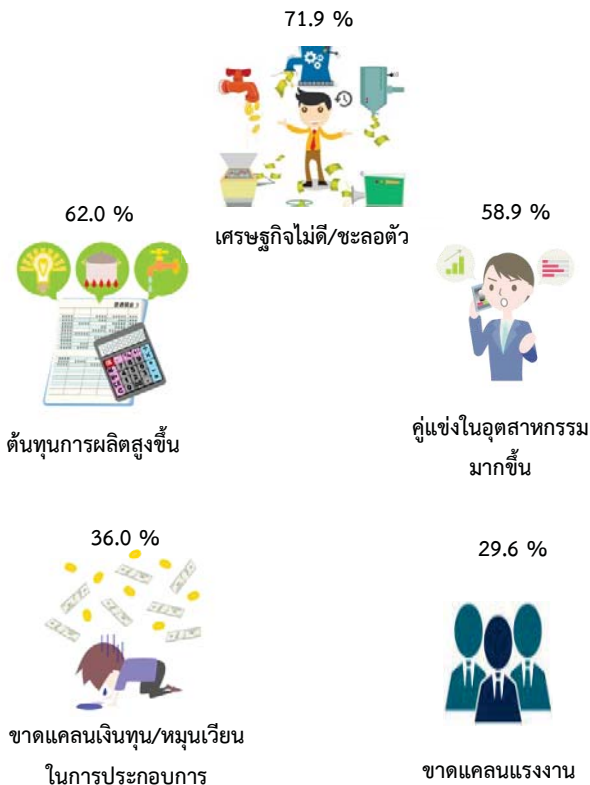 71.9 %
เศรษฐกิจไม่ดี/ชะลอตัว
62.0 %
ต้นทุนการผลิตสูงขึ้น
58.9 %
คู่แข่งในอุตสาหกรรม
มากขึ้น
36.0 %
ขาดแคลนเงินทุน/หมุนเวียน
ในการประกอบการ
29.6 %
ขาดแคลนแรงงาน